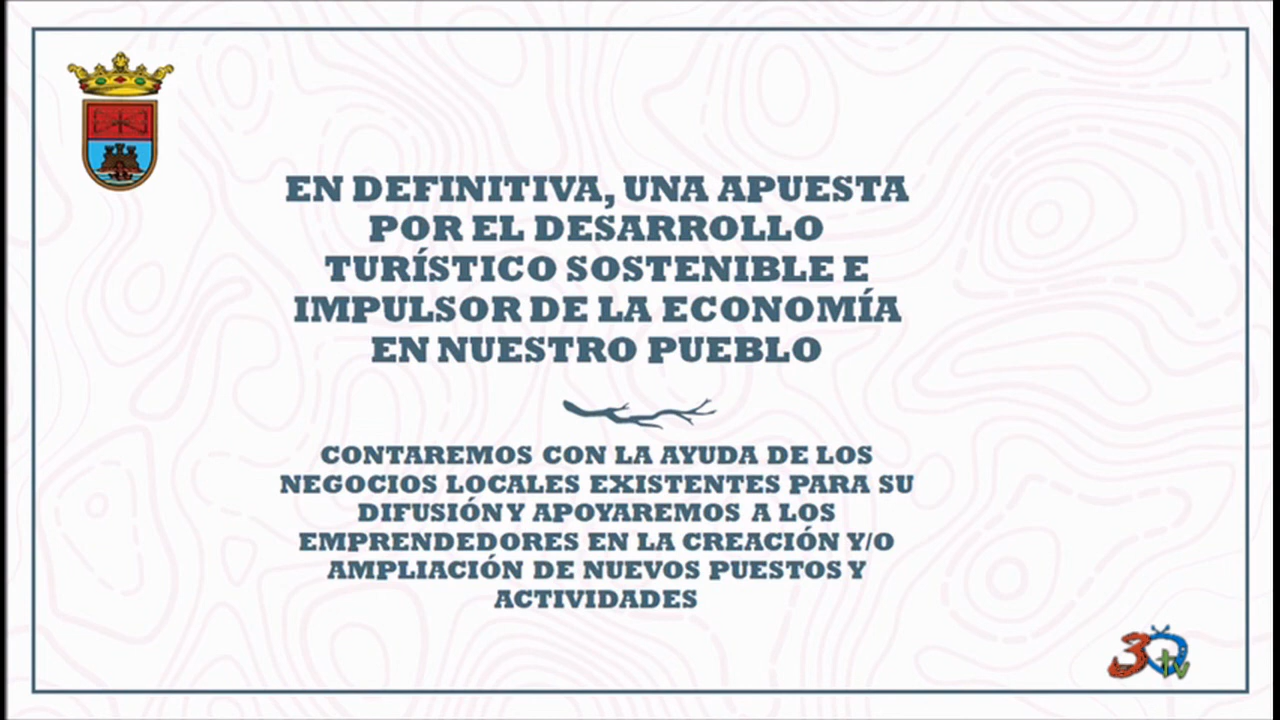 EN DEFINITIVA, UNA APUESTA
POR EL DESARROLLO
TURÍSTICO SOSTENIBLE E
IMPULSOR DE LA ECONOMÍA
EN NUESTRO PUEBLO
CONTAREMOS CON LA AYUDA DE LOS
NEGOCIOS LOCALES EXISTENTES PARA SU
DIFUSIÓN Y APOYAREMOS A LOS
EMPRENDEDORES EN LA CREACIÓN Y/O
AMPLIACIÓN DE NUEVOS PUESTOS Y
ACTIVIDADES
30tv